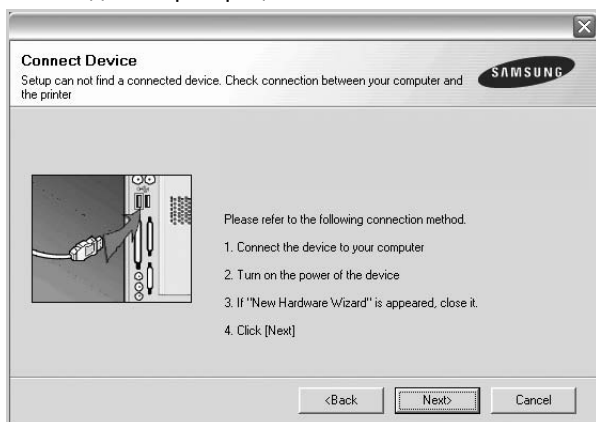 Connect Device
Setup can not find a connected device. Check connection between your computer and
the printer
SAMSUNG
Please refer to the following connection method.
1. Connect the device to your computer
2. Turn on the power of the device
3. If "New Hardware Wizard" is appeared, close it.
4. Click [Next]
<Back Next> Cancel